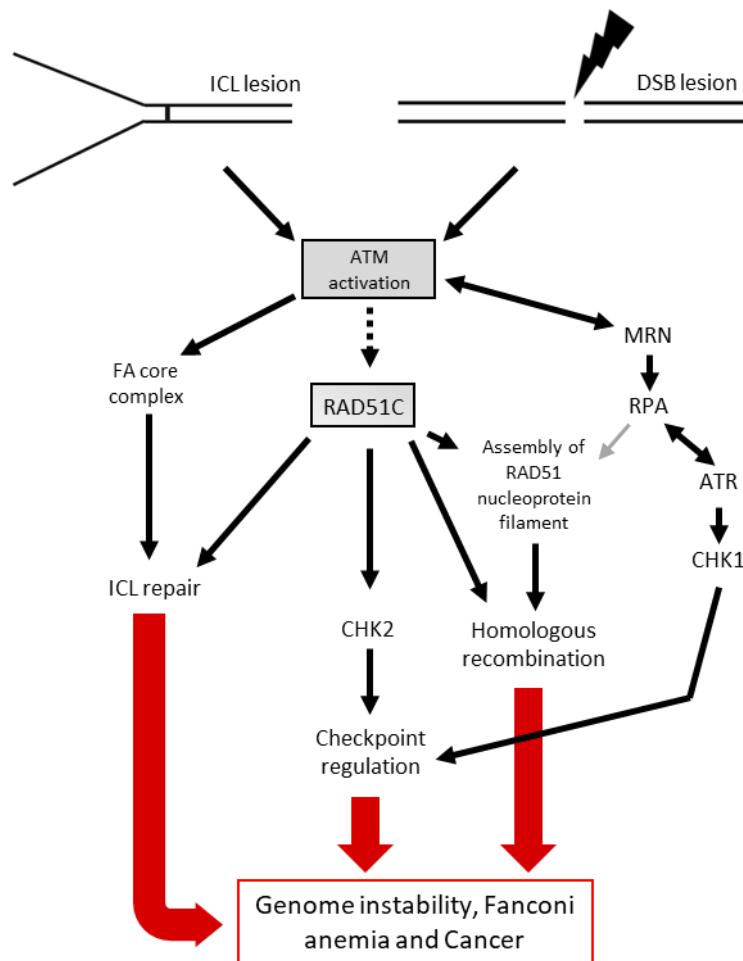 ICL lesion
DSB lesion
ATM
activation
MRN
FA core
complex
RAD51C
RPA
Assembly of
RAD51
nucleoprotein
filament
ATR
CHK1
ICL repair
CHK2
Homologous
recombination
Checkpoint
regulation
Genome instability, Fanconi
anemia and Cancer